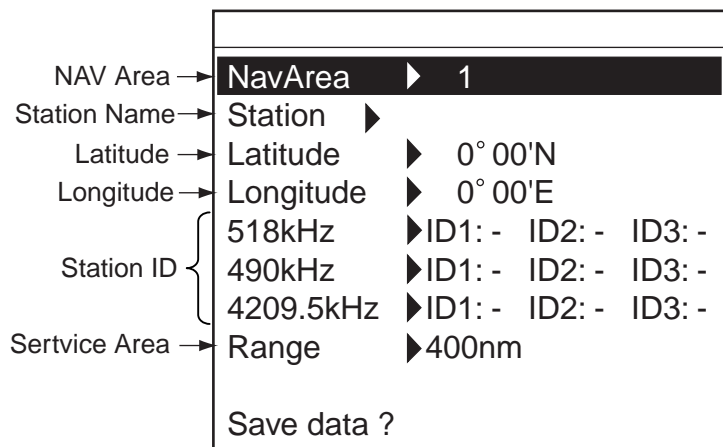 NAV Area NavArea 1
Station Name Station
Latitude Latitude 0°00'N
Longitude Longitude 0°00'E
518kHz ID1: - ID2: - ID3: -
Station ID 490kHz ID1: - ID2: - ID3: -
4209.5kHz ID1: - ID2: - ID3: -
Sertvice Area Range 400nm
Save data ?